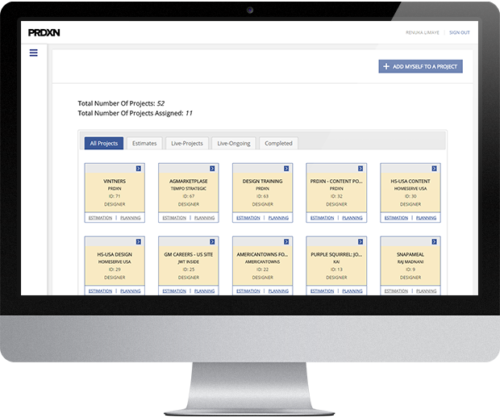 PRDXN
RENUKA LIMAYE | SIGN OUT
+ ADD MYSELF TO A PROJECT
Total Number Of Projects: 52
Total Number Of Projects Assigned: 11
All Projects Estimates Live-Projects Live-Ongoing Completed
VINTNERS
PRDXN
ID: 71
DESIGNER
ESTIMATION | PLANNING
AGMARKETPLASE
TEMPO STRATEGIC
ID: 67
DESIGNER
ESTIMATION | PLANNING
DESIGN TRAINING
PRDXN
ID: 63
DESIGNER
ESTIMATION | PLANNING
PRDXN - CONTENT PO...
PRDXN
ID: 32
DESIGNER
ESTIMATION | PLANNING
HS-USA CONTENT
HOMESERVE USA
ID: 30
DESIGNER
ESTIMATION | PLANNING
HS-USA DESIGN
HOMESERVE USA
ID: 29
DESIGNER
ESTIMATION | PLANNING
GM CAREERS - US SITE
JWT INSIDE
ID: 25
DESIGNER
ESTIMATION | PLANNING
AMERICANTOWNS FO...
AMERICANTOWNS
ID: 22
DESIGNER
ESTIMATION | PLANNING
PURPLE SQUIRREL: JO...
KAI
ID: 13
DESIGNER
ESTIMATION | PLANNING
SNAPAMEAL
RAJ MADNANI
ID: 9
DESIGNER
ESTIMATION | PLANNING